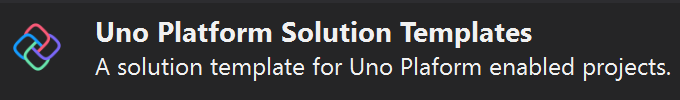 Uno Platform Solution Templates
A solution template for Uno Plaform enabled projects.